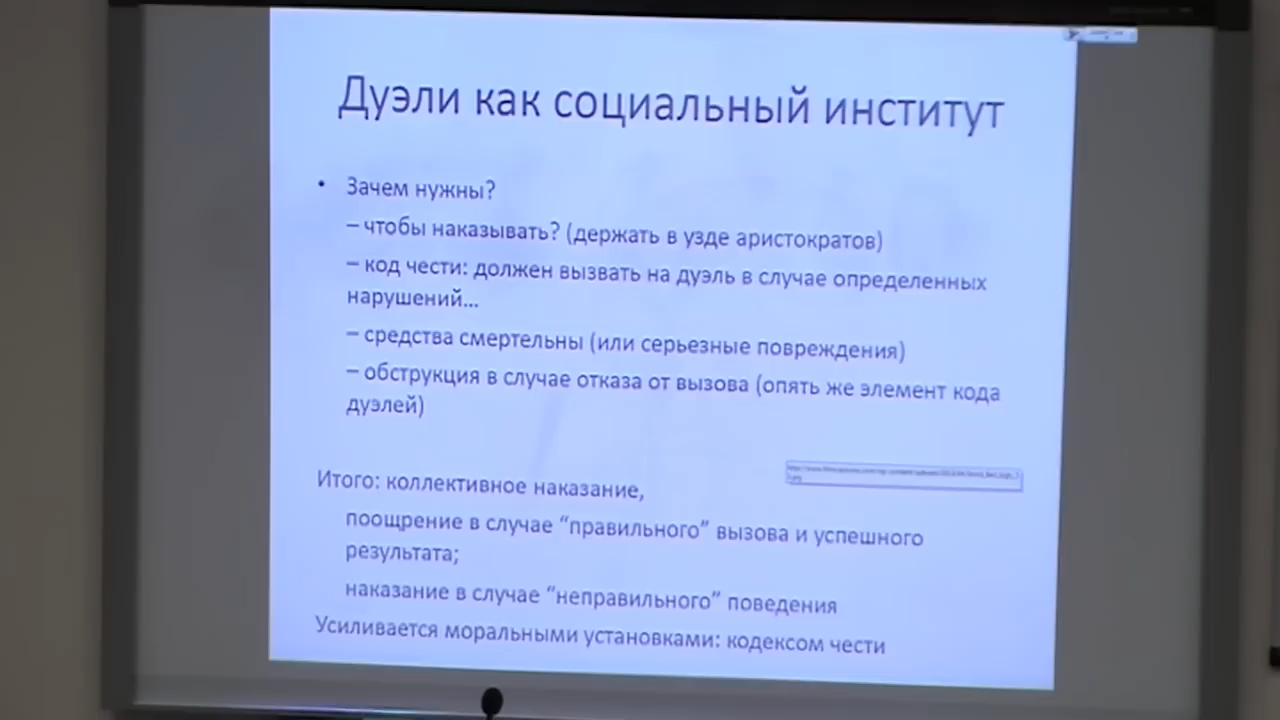 Дуэли как социальный институт
• Зачем нужны?
– чтобы наказывать? (держать в узде аристократов)
– код чести: должен вызвать на дуэль в случае определенных
нарушений...
– средства смертельны (или серьезные повреждения)
– обструкция в случае отказа от вызова (опять же элемент кода
дуэлей)
Итого: коллективное наказание,
поощрение в случае “правильного” вызова и успешного
результата;
наказание в случае “неправильного” поведения
Усиливается моральными установками: кодексом чести